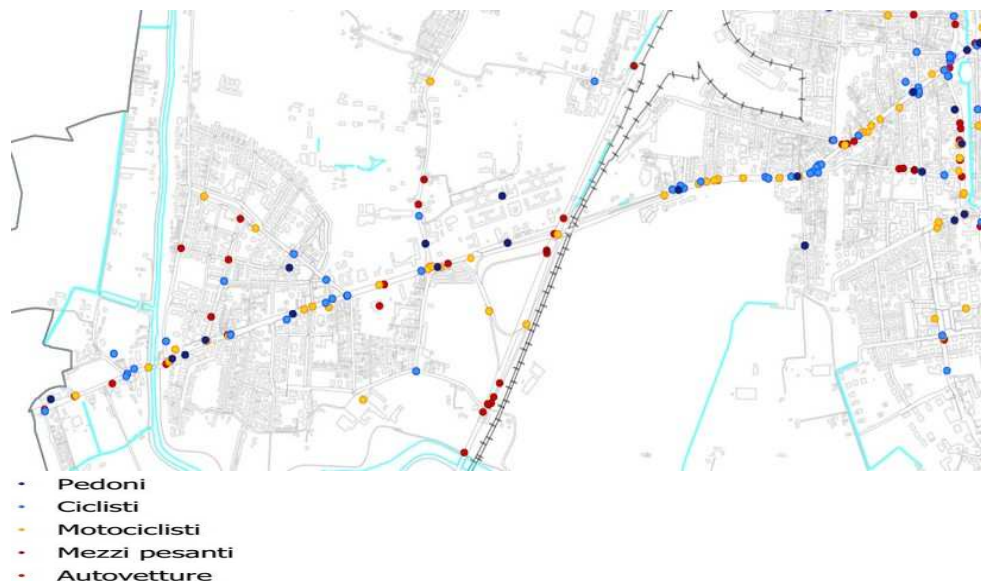 Pedoni
Ciclisti
Motociclisti
Mezzi pesanti
Autovetture